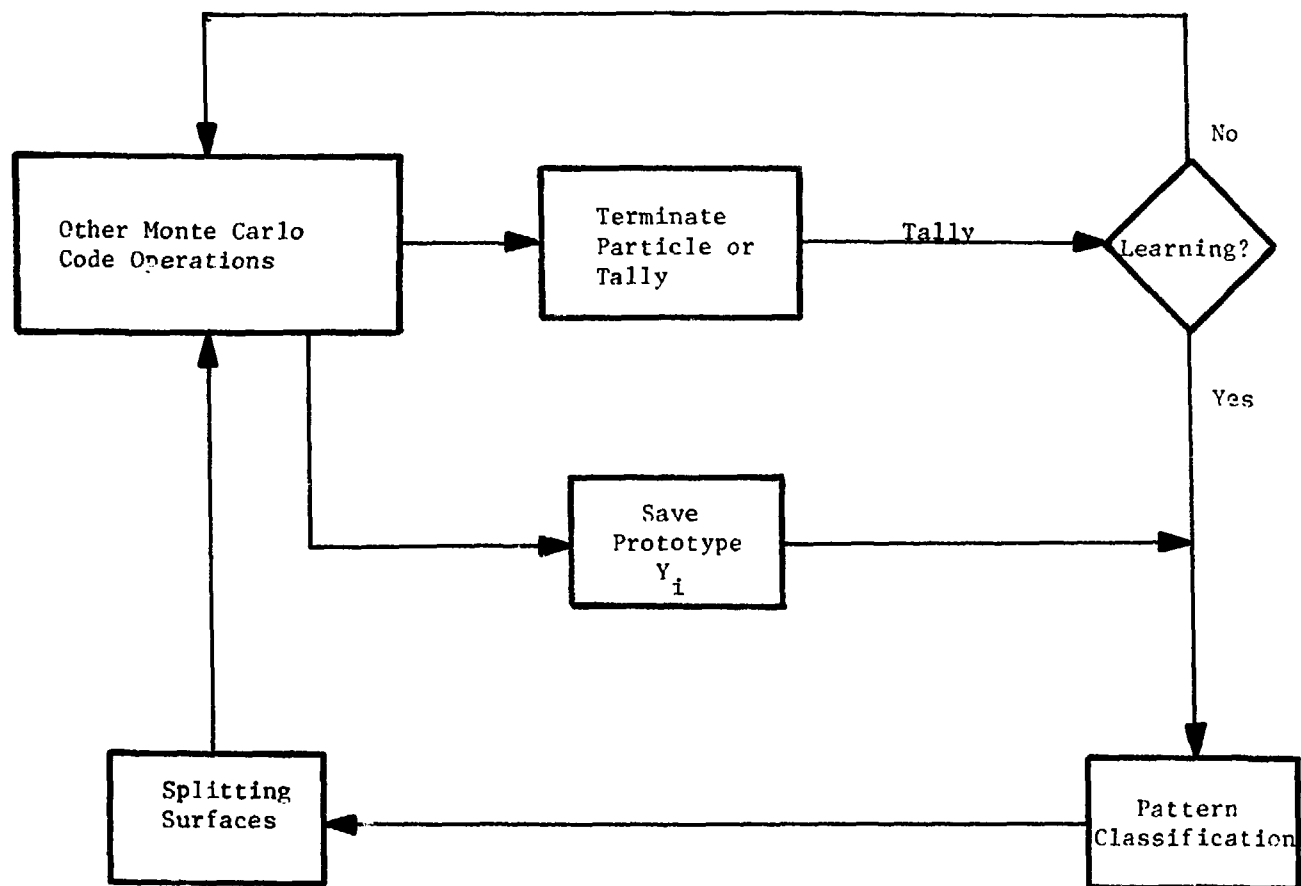 No
Other Monte Carlo
Code Operations
Terminate
Particle or
Tally
Tally
Learning?
Yes
Save
Prototype
Y
i
Splitting
Surfaces
Pattern
Classification